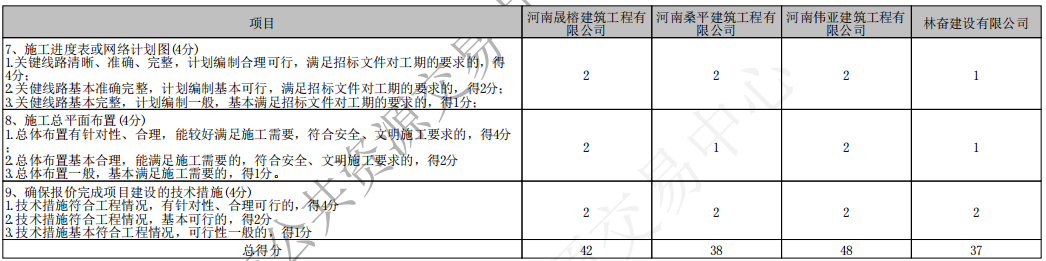 项目
河南晟榕建筑工程有
限公司
河南桑平建筑工程有
限公司
河南伟亚建筑工程有
限公司
林奋建设有限公司
7、施工进度表或网络计划图(4分)
1.关键线路清晰、准确、完整，计划编制合理可行，满足招标文件对工期的要求的，得
4分；
2.关健线路基本准确完整，计划编制基本可行，满足招标文件对工期的要求的，得2分；
3.关健线路基本完整，计划编制一般，基本满足招标文件对工期的要求的，得1分；
2
2
2
1
8、施工总平面布置(4分)
1.总体布置有针对性、合理，能较好满足施工需要，符合安全、文明施工要求的，得4分
；
2.总体布置基本合理，能满足施工需要的，符合安全、文明施工要求的，得2分
3.总体布置一般，基本满足施工需要的，得1分。
2
1
2
1
9、确保报价完成项目建设的技术措施(4分)
1.技术措施符合工程情况，有针对性、合理可行的，得4分
2.技术措施符合工程情况，基本可行的，得2分
3.技术措施基本符合工程情况，可行性一般的，得1分
2
2
2
2
总得分
42
38
48
37
公共资源交易中
交易中心